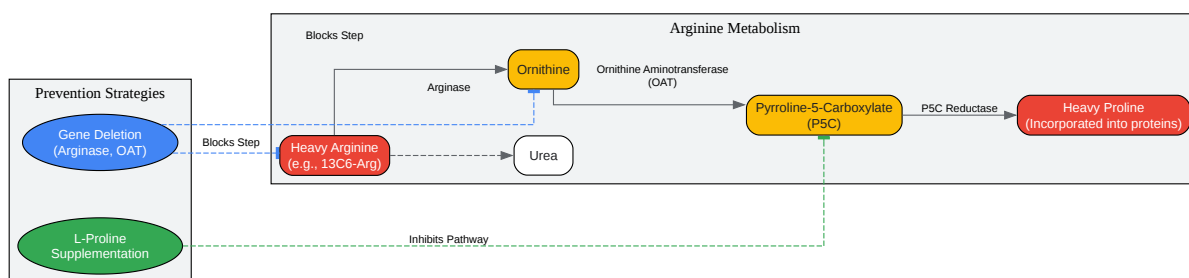 Arginine Metabolism
Blocks Step
Ornithine
Ornithine Aminotransferase
(OAT)
Arginase
Prevention Strategies
Pyrroline-5-Carboxylate
(P5C)
P5C Reductase
Heavy Proline
(Incorporated into proteins)
Gene Deletion
(Arginase, OAT)
Blocks Step
Heavy Arginine
(e.g., 13C6-Arg)
Urea
L-Proline
Supplementation
Inhibits Pathway